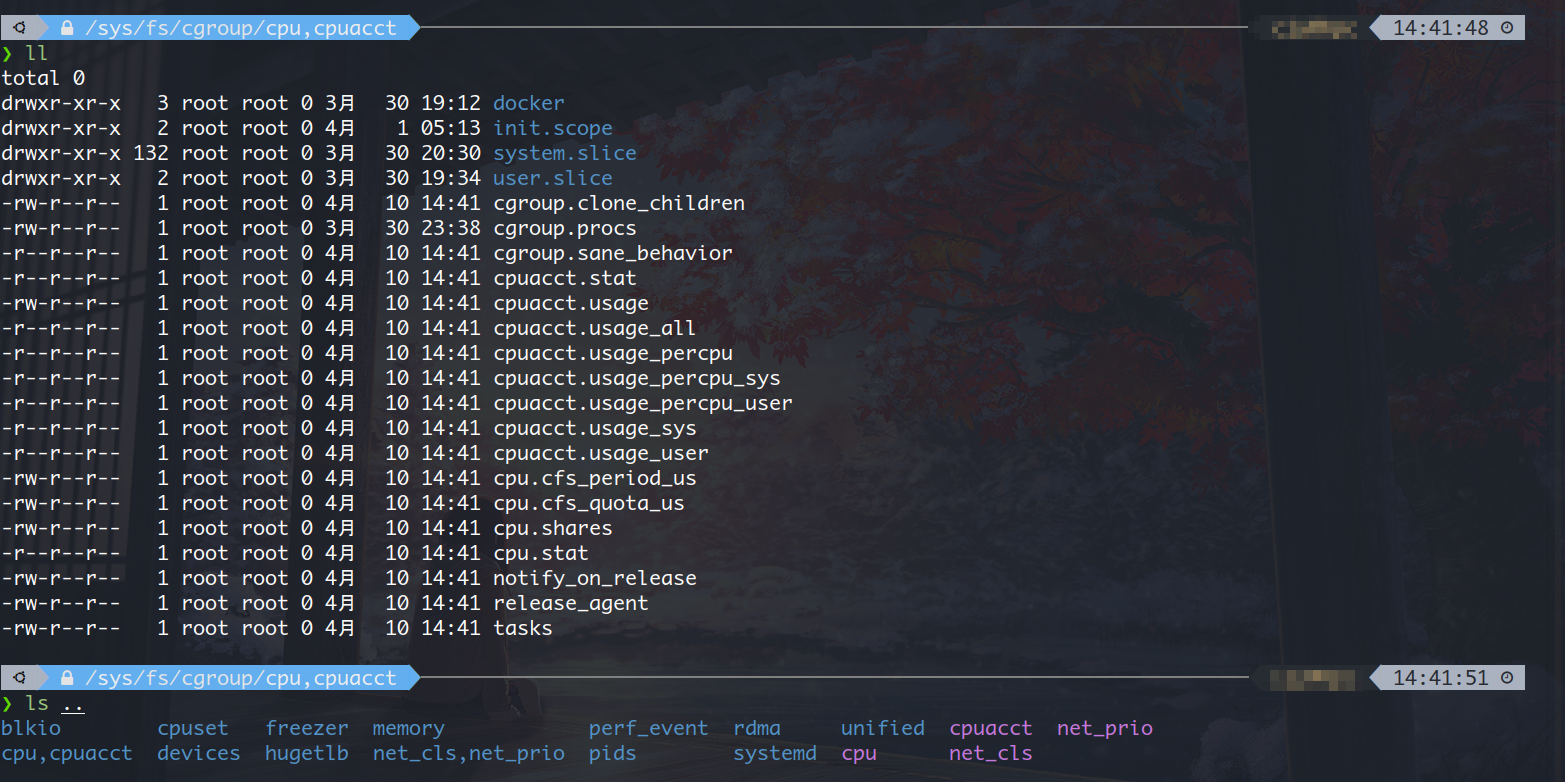 /sys/fs/cgroup/cpu,cpuacct 14:41:48
❯ ll
total 0
drwxr-xr-x   3 root root 0 3月   30 19:12 docker
drwxr-xr-x   2 root root 0 4月    1 05:13 init.scope
drwxr-xr-x 132 root root 0 3月   30 20:30 system.slice
drwxr-xr-x   2 root root 0 3月   30 19:34 user.slice
-rw-r--r--   1 root root 0 4月   10 14:41 cgroup.clone_children
-rw-r--r--   1 root root 0 3月   30 23:38 cgroup.procs
-r--r--r--   1 root root 0 4月   10 14:41 cgroup.sane_behavior
-r--r--r--   1 root root 0 4月   10 14:41 cpuacct.stat
-rw-r--r--   1 root root 0 4月   10 14:41 cpuacct.usage
-r--r--r--   1 root root 0 4月   10 14:41 cpuacct.usage_all
-r--r--r--   1 root root 0 4月   10 14:41 cpuacct.usage_percpu
-r--r--r--   1 root root 0 4月   10 14:41 cpuacct.usage_percpu_sys
-r--r--r--   1 root root 0 4月   10 14:41 cpuacct.usage_percpu_user
-r--r--r--   1 root root 0 4月   10 14:41 cpuacct.usage_sys
-r--r--r--   1 root root 0 4月   10 14:41 cpuacct.usage_user
-rw-r--r--   1 root root 0 4月   10 14:41 cpu.cfs_period_us
-rw-r--r--   1 root root 0 4月   10 14:41 cpu.cfs_quota_us
-rw-r--r--   1 root root 0 4月   10 14:41 cpu.shares
-r--r--r--   1 root root 0 4月   10 14:41 cpu.stat
-rw-r--r--   1 root root 0 4月   10 14:41 notify_on_release
-rw-r--r--   1 root root 0 4月   10 14:41 release_agent
-rw-r--r--   1 root root 0 4月   10 14:41 tasks
/sys/fs/cgroup/cpu,cpuacct 14:41:51
❯ ls ..
blkio        cpuset   freezer  memory            perf_event  rdma     unified  cpuacct  net_prio
cpu,cpuacct  devices  hugetlb  net_cls,net_prio  pids        systemd  cpu      net_cls